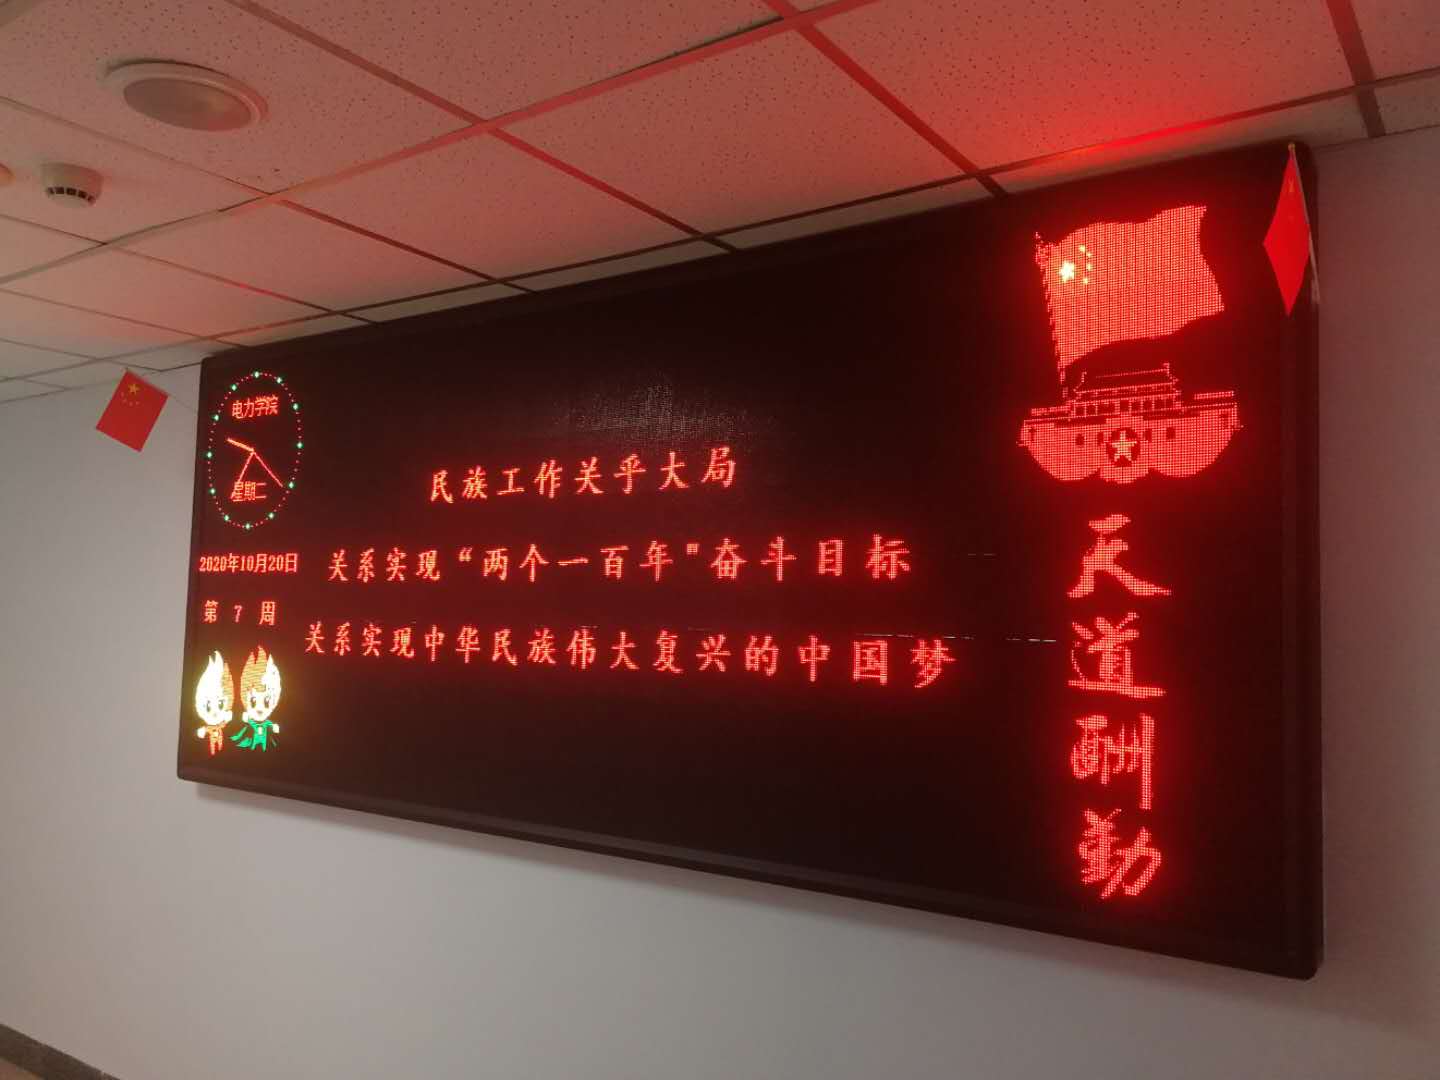 电力学院
星期二
2020年10月20日
第 7 周
民族工作关乎大局
关系实现“两个一百年"奋斗目标
关系实现中华民族伟大复兴的中国梦
天道酬勤